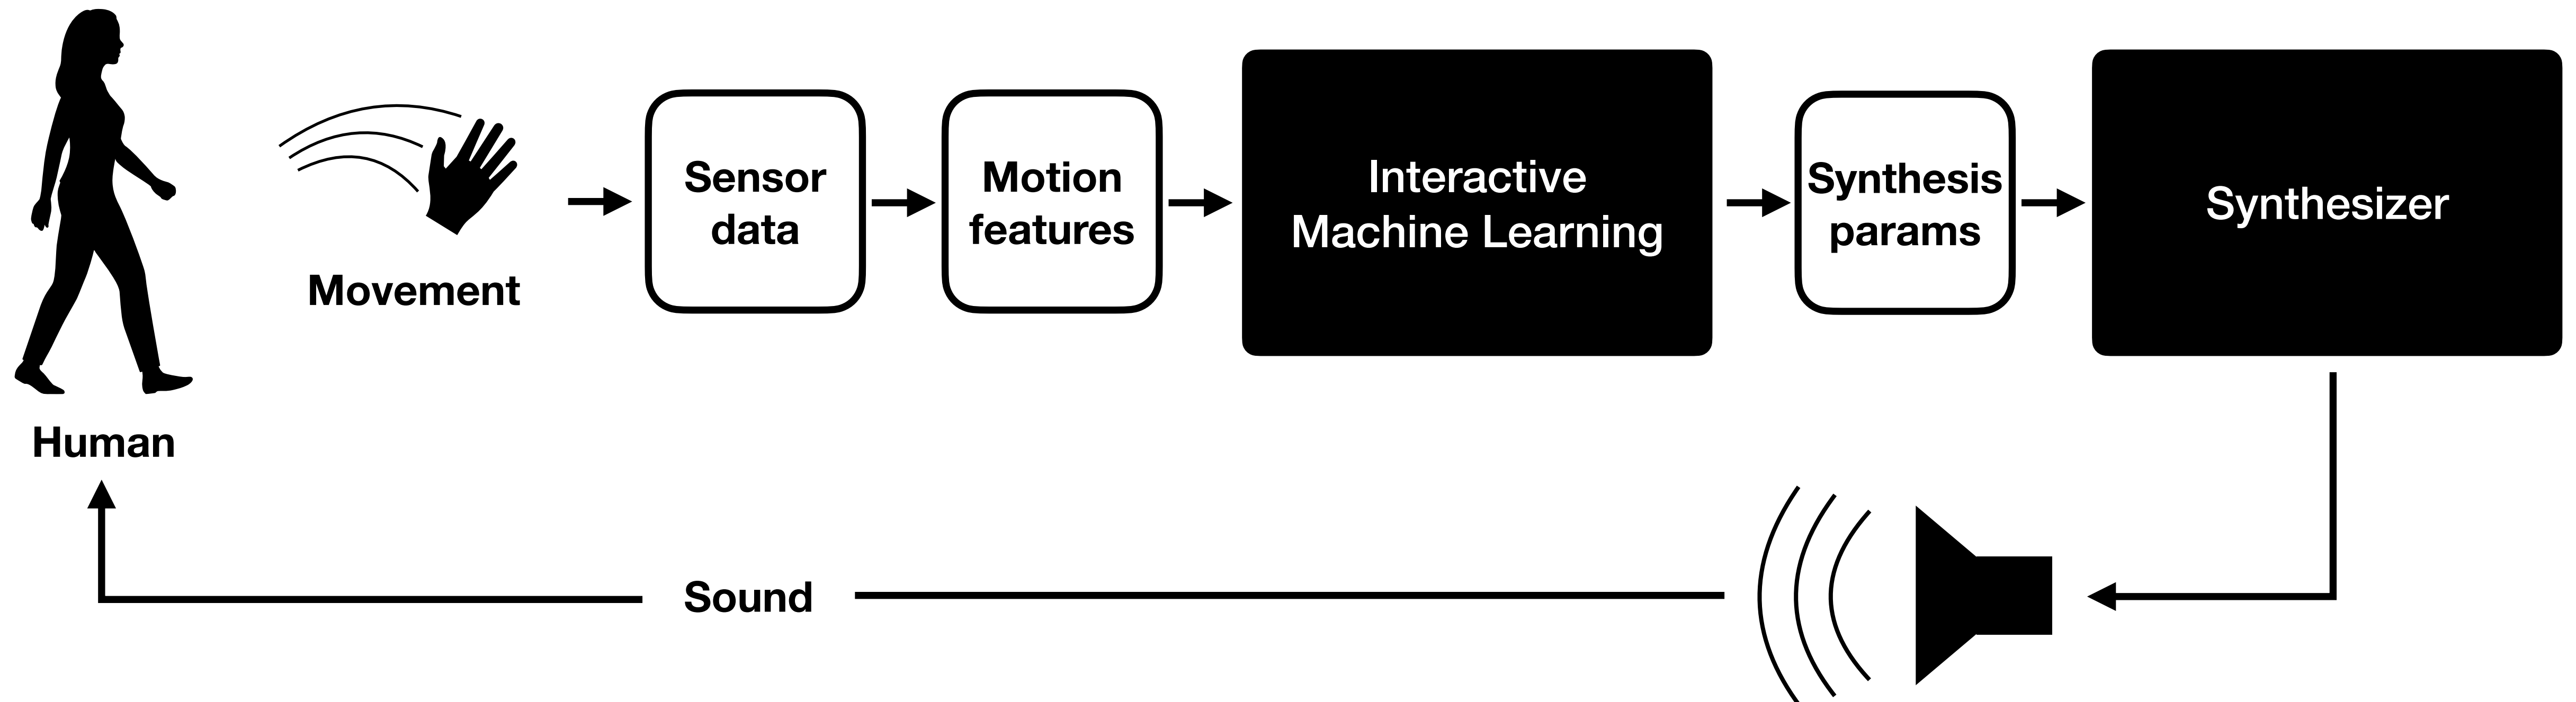 Human
Movement
Sensor
data
Motion
features
Interactive
Machine Learning
Synthesis
params
Synthesizer
Sound